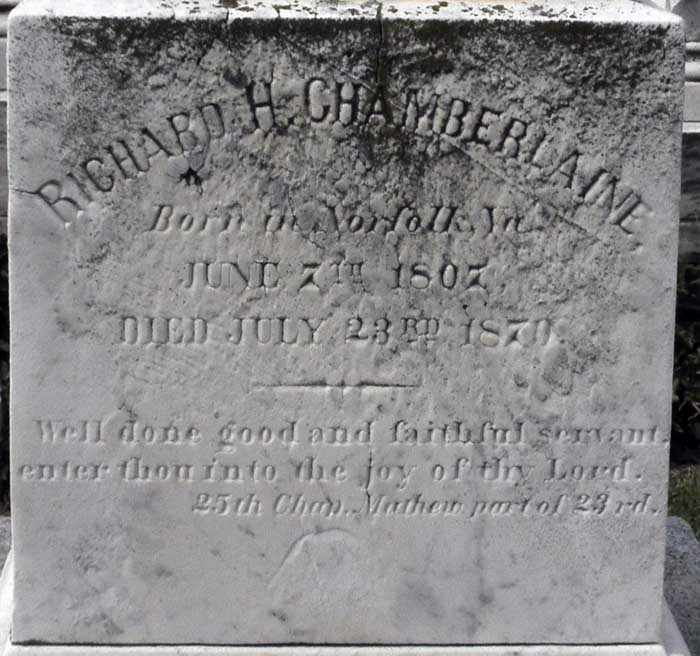 RICHARD H. CHAMBERLAINE,
Born in Norfolk, Va.
JUNE 7TH 1807.
DIED JULY 23RD 1879.
Well done good and faithful servant,
enter thou into the joy of thy Lord.
25th Chap. Mathew part of 23rd.